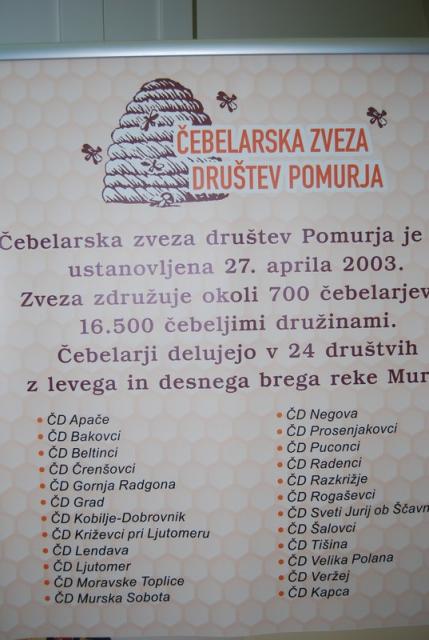 ČEBELARSKA ZVEZA
DRUŠTEV POMURJA
Čebelarska zveza društev Pomurja je
ustanovljena 27. aprila 2003.
Zveza združuje okoli 700 čebelarjev
16.500 čebeljimi družinami.
Čebelarji delujejo v 24 društvih
z levega in desnega brega reke Mur
• ČD Apače
• ČD Bakovci
• ČD Beltinci
• ČD Črenšovci
• ČD Gornja Radgona
• ČD Grad
• ČD Kobilje-Dobrovnik
• ČD Križevci pri Ljutomeru
• ČD Lendava
• ČD Ljutomer
• ČD Moravske Toplice
• ČD Murska Sobota
• ČD Negova
• ČD Prosenjakovci
• ČD Puconci
• ČD Radenci
• ČD Razkrižje
• ČD Rogaševci
• ČD Sveti Jurij ob Ščavn
• ČD Šalovci
• ČD Tišina
• ČD Velika Polana
• ČD Veržej
• ČD Kapca